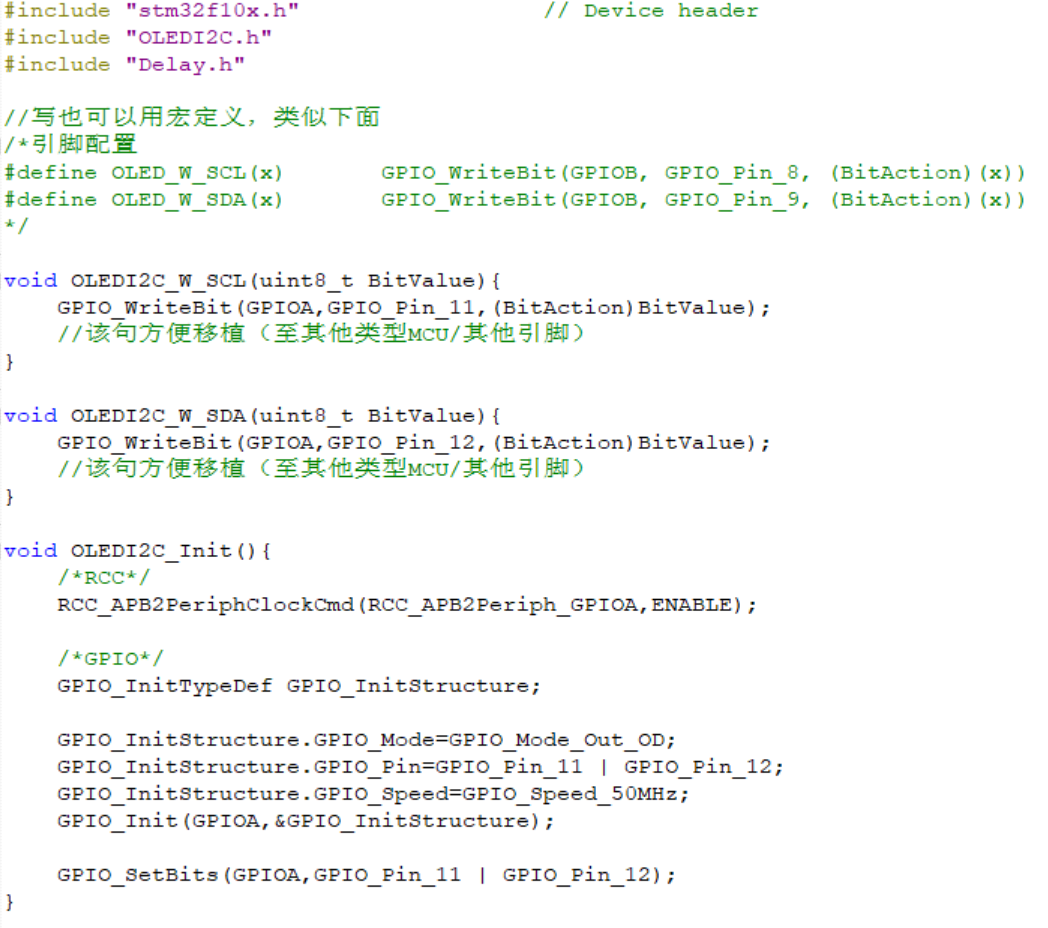 #include "stm32f10x.h"                  // Device header
#include "OLEDI2C.h"
#include "Delay.h"
//写也可以用宏定义，类似下面
/*引脚配置
#define OLED_W_SCL(x)       GPIO_WriteBit(GPIOB, GPIO_Pin_8, (BitAction)(x))
#define OLED_W_SDA(x)       GPIO_WriteBit(GPIOB, GPIO_Pin_9, (BitAction)(x))
*/
void OLEDI2C_W_SCL(uint8_t BitValue){
    GPIO_WriteBit(GPIOA,GPIO_Pin_11,(BitAction)BitValue);
    //该句方便移植（至其他类型MCU/其他引脚）
}
void OLEDI2C_W_SDA(uint8_t BitValue){
    GPIO_WriteBit(GPIOA,GPIO_Pin_12,(BitAction)BitValue);
    //该句方便移植（至其他类型MCU/其他引脚）
}
void OLEDI2C_Init(){
    /*RCC*/
    RCC_APB2PeriphClockCmd(RCC_APB2Periph_GPIOA,ENABLE);
    /*GPIO*/
    GPIO_InitTypeDef GPIO_InitStructure;
    GPIO_InitStructure.GPIO_Mode=GPIO_Mode_Out_OD;
    GPIO_InitStructure.GPIO_Pin=GPIO_Pin_11 | GPIO_Pin_12;
    GPIO_InitStructure.GPIO_Speed=GPIO_Speed_50MHz;
    GPIO_Init(GPIOA,&GPIO_InitStructure);
    GPIO_SetBits(GPIOA,GPIO_Pin_11 | GPIO_Pin_12);
}